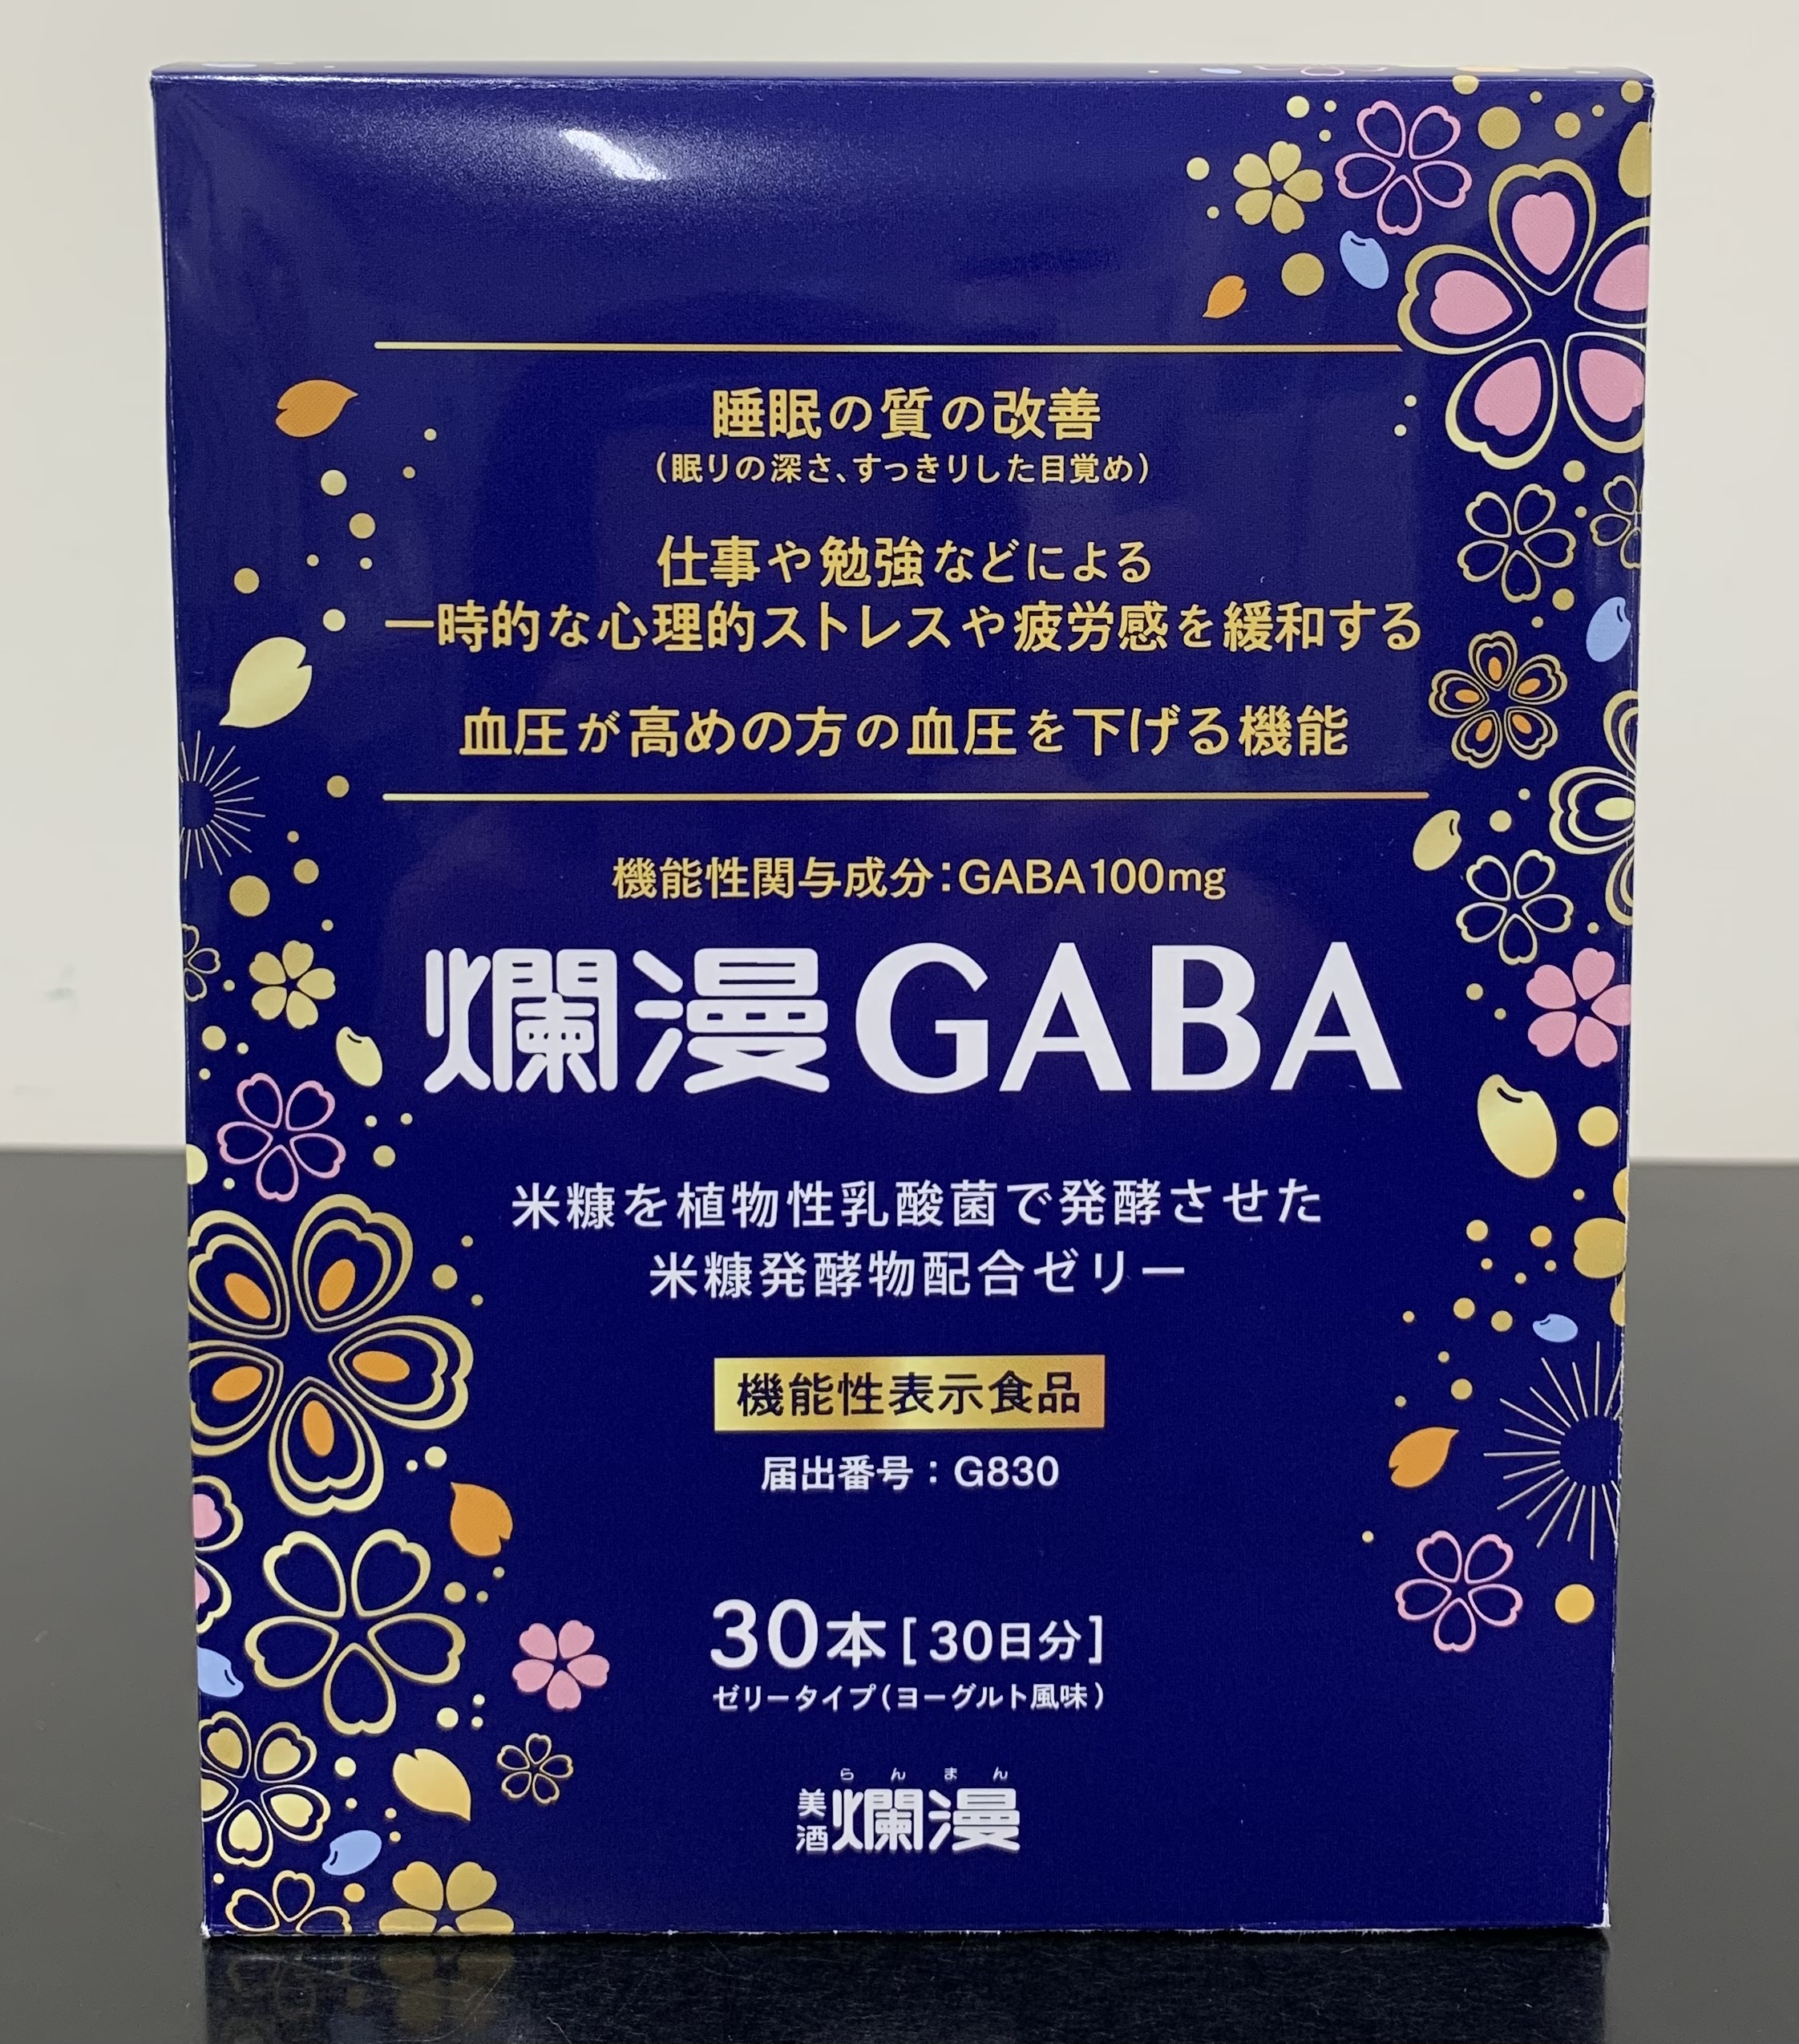 睡眠の質の改善
(眠りの深さ、すっきりした目覚め)
仕事や勉強などによる
一時的な心理的ストレスや疲労感を緩和する
血圧が高めの方の血圧を下げる機能
機能性関与成分:GABA100mg
爛漫GABA
米糠を植物性乳酸菌で発酵させた
米糠発酵物配合ゼリー
機能性表示食品
届出番号:G830
30本[30日分]
ゼリータイプ(ヨーグルト風味)
らんまん
美酒爛漫